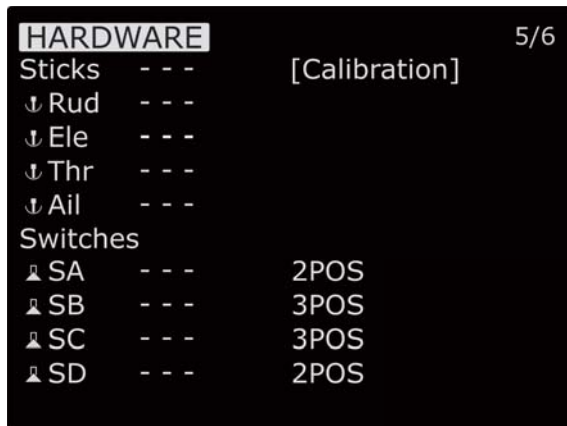 HARDWARE 5/6
Sticks - - - [Calibration]
Rud - - -
Ele - - -
Thr - - -
Ail - - -
Switches
SA - - - 2POS
SB - - - 3POS
SC - - - 3POS
SD - - - 2POS